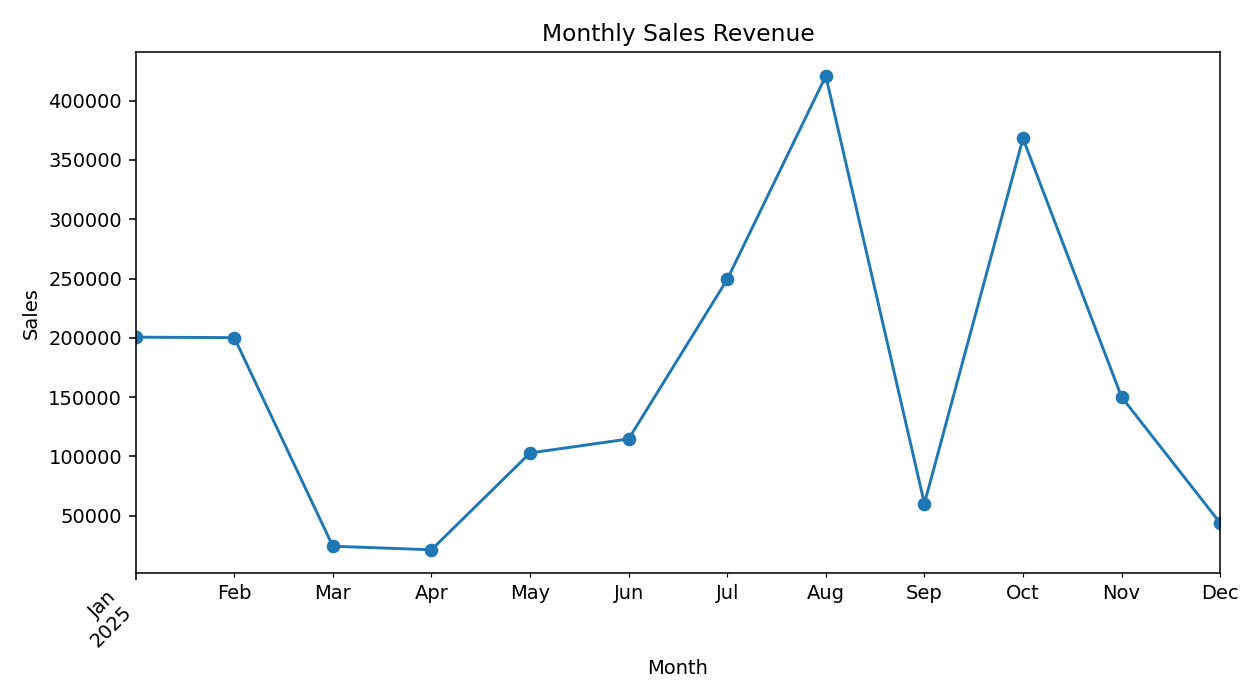 Monthly Sales Revenue
400000
350000
300000
250000
200000
150000
100000
50000
Sales
Jan
2025
Feb
Mar
Apr
May
Jun
Jul
Aug
Sep
Oct
Nov
Dec
Month